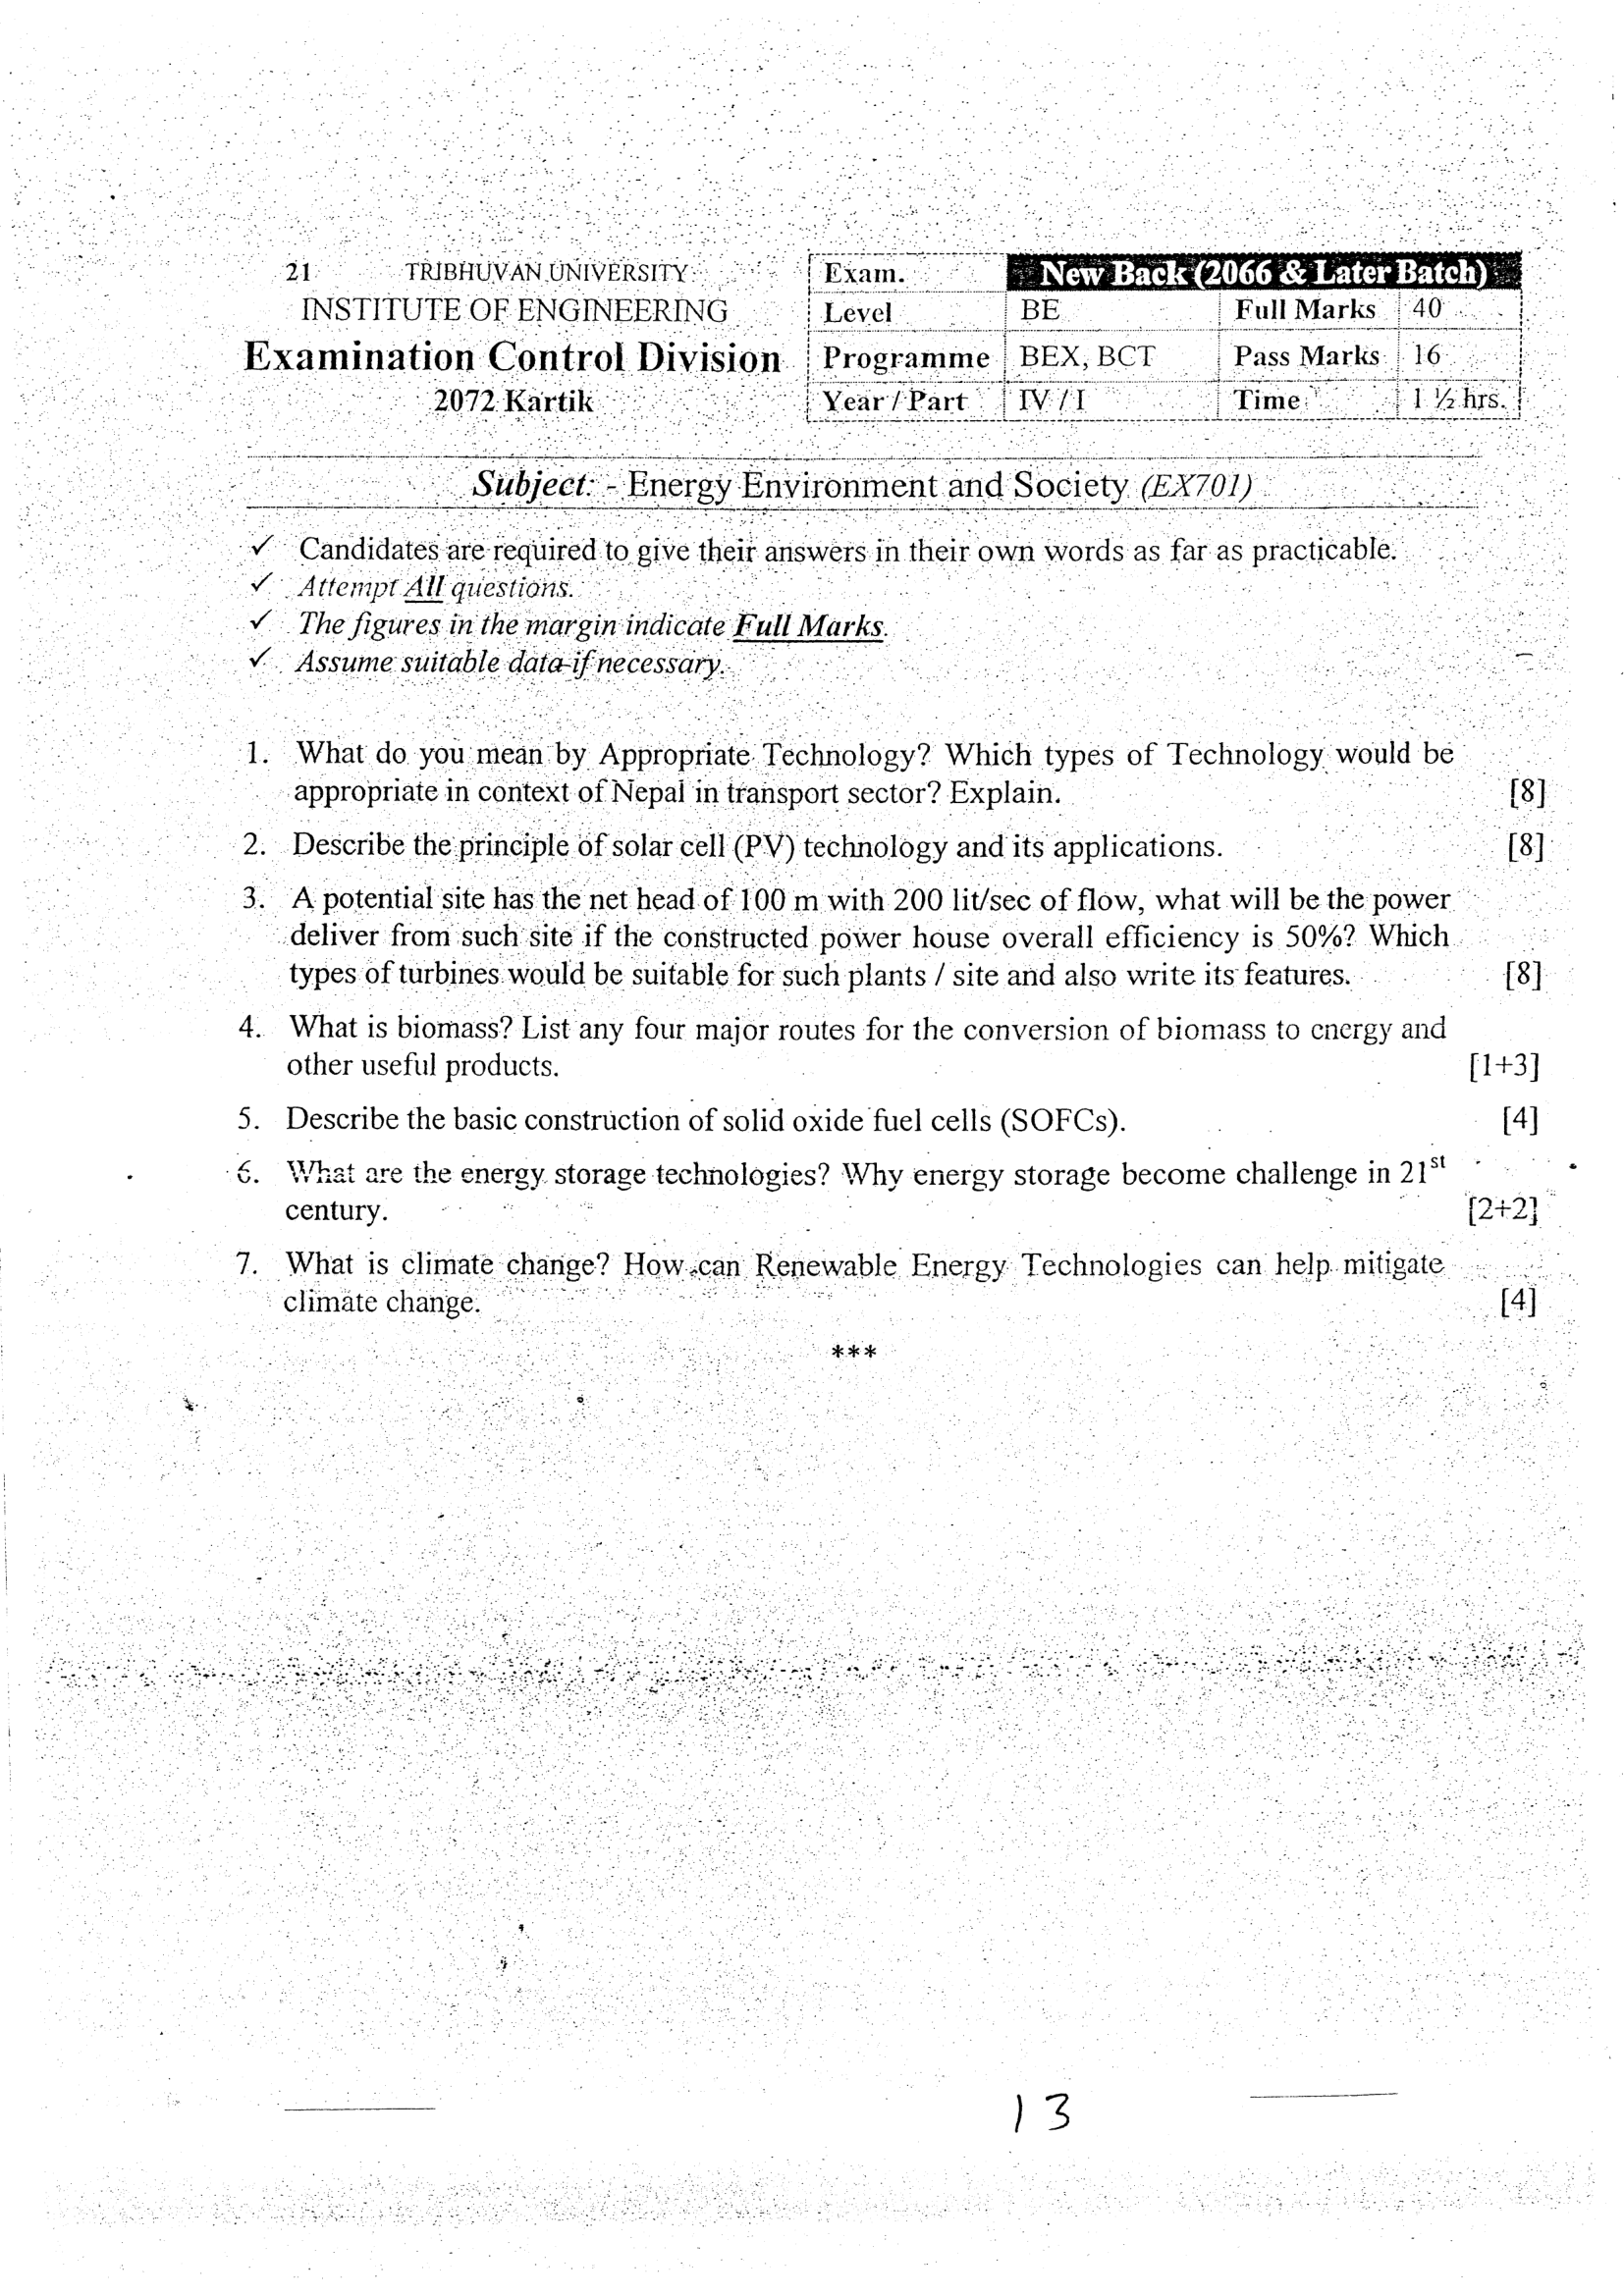 21 TRIBHUVAN UNIVERSITY
INSTITUTE OF ENGINEERING
Examination Control Division
2072 Kartik
Exam. New Back (2066 & Later Batch)
Level BE Full Marks 40
Programme BEX, BCT Pass Marks 16
Year / Part IV / I Time 1 ½ hrs.
Subject: - Energy Environment and Society (EX701)
✓ Candidates are required to give their answers in their own words as far as practicable.
✓ Attempt All questions.
✓ The figures in the margin indicate Full Marks.
✓ Assume suitable data if necessary.
1. What do you mean by Appropriate Technology? Which types of Technology would be
appropriate in context of Nepal in transport sector? Explain. [8]
2. Describe the principle of solar cell (PV) technology and its applications. [8]
3. A potential site has the net head of 100 m with 200 lit/sec of flow, what will be the power
deliver from such site if the constructed power house overall efficiency is 50%? Which
types of turbines would be suitable for such plants / site and also write its features. [8]
4. What is biomass? List any four major routes for the conversion of biomass to energy and
other useful products. [1+3]
5. Describe the basic construction of solid oxide fuel cells (SOFCs). [4]
6. What are the energy storage technologies? Why energy storage become challenge in 21st
century. [2+2]
7. What is climate change? How can Renewable Energy Technologies can help mitigate
climate change. [4]
***
13